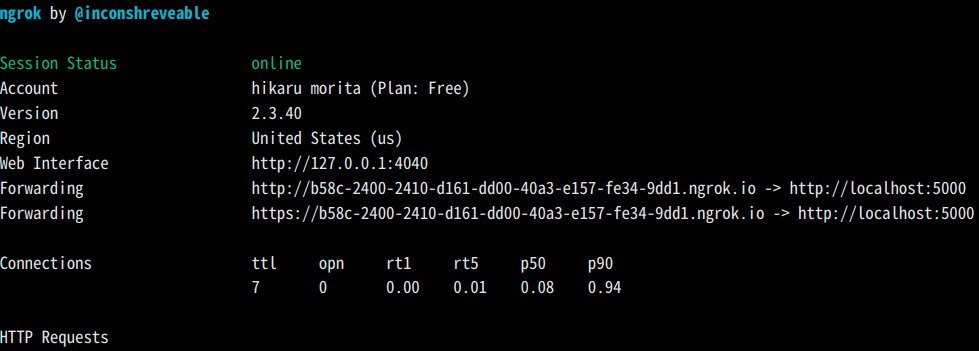 ngrok by @inconshreveable
Session Status online
Account hikaru morita (Plan: Free)
Version 2.3.40
Region United States (us)
Web Interface http://127.0.0.1:4040
Forwarding http://b58c-2400-2410-d161-dd00-40a3-e157-fe34-9dd1.ngrok.io -> http://localhost:5000
Forwarding https://b58c-2400-2410-d161-dd00-40a3-e157-fe34-9dd1.ngrok.io -> http://localhost:5000
Connections ttl opn rt1 rt5 p50 p90
7 0 0.00 0.01 0.08 0.94
HTTP Requests